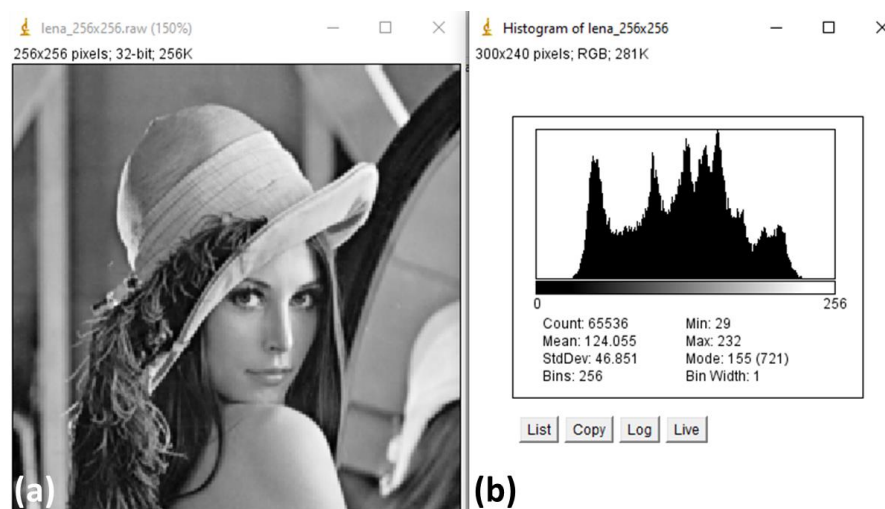 lena_256x256.raw (150%)
256x256 pixels; 32-bit; 256K
(a)
Histogram of lena_256x256
300x240 pixels; RGB; 281K
0 256
Count: 65536 Min: 29
Mean: 124.055 Max: 232
StdDev: 46.851 Mode: 155 (721)
Bins: 256 Bin Width: 1
List Copy Log Live
(b)